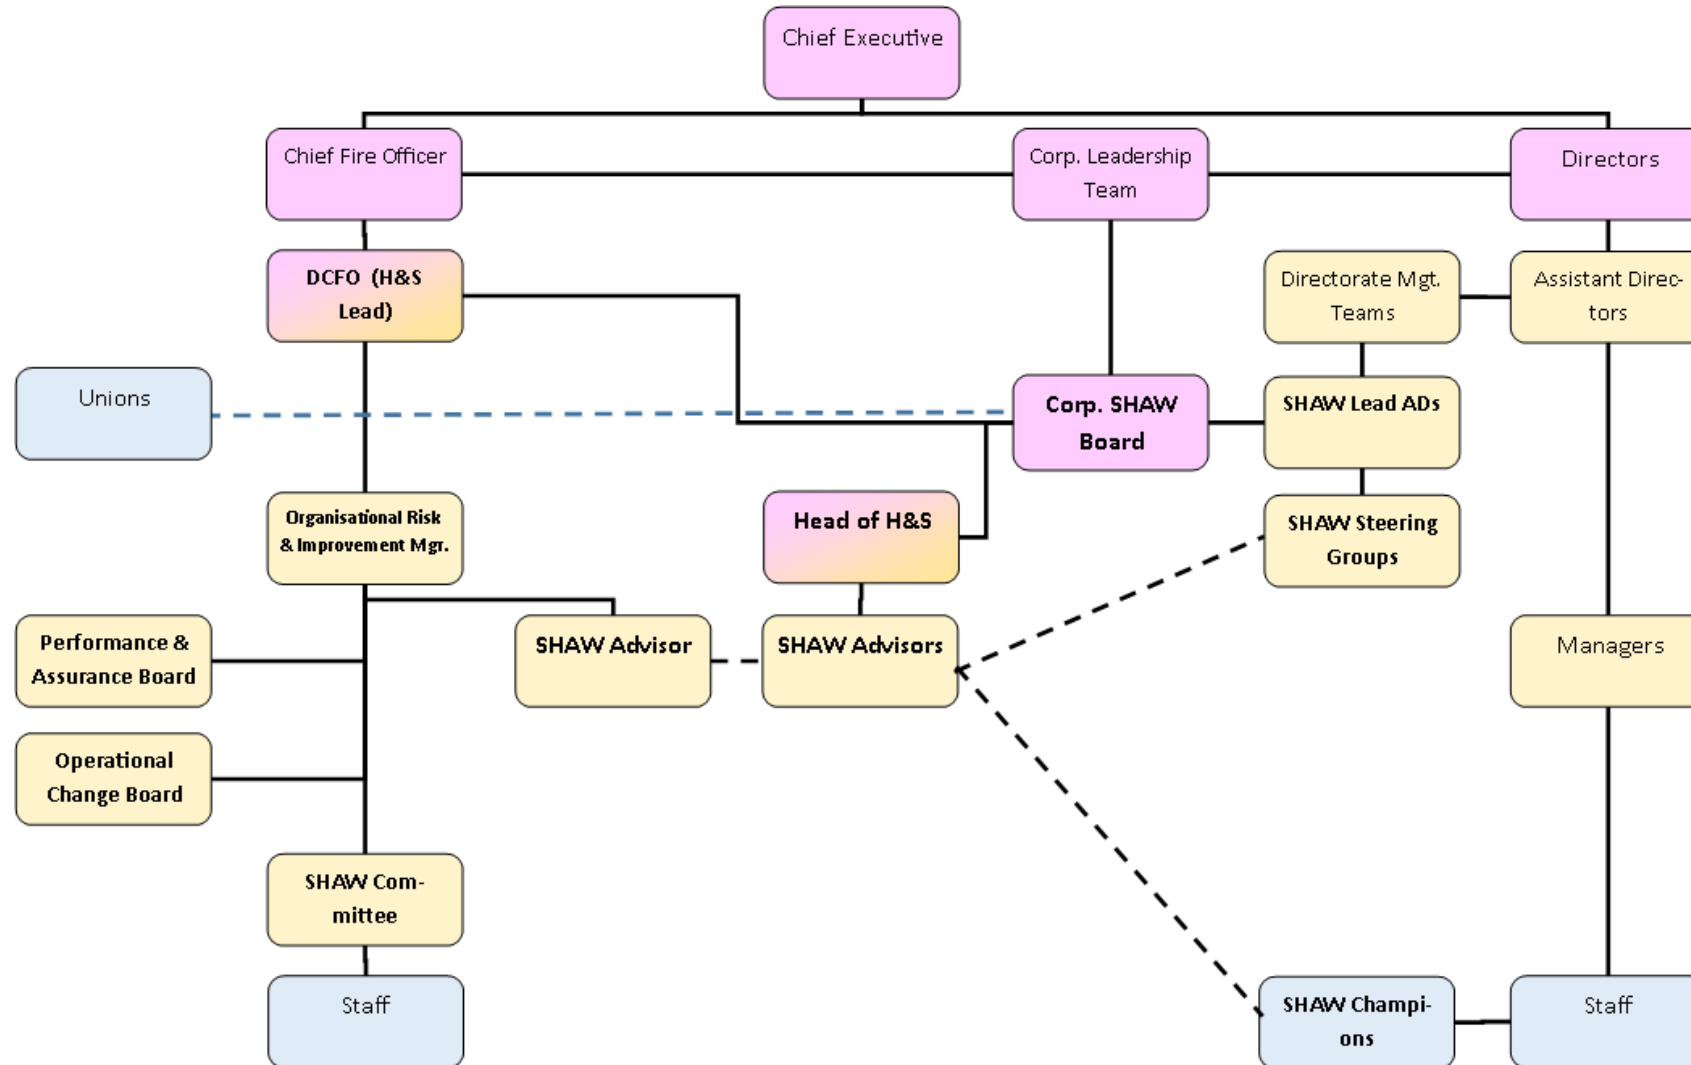 Chief Executive
Chief Fire Officer
Corp. Leadership
Team
Directors
DCFO (H&S
Lead)
Directorate Mgt.
Teams
Assistant Direc-
tors
Unions
Corp. SHAW
Board
SHAW Lead ADs
Organisational Risk
& Improvement Mgr.
Head of H&S
SHAW Steering
Groups
Performance &
Assurance Board
SHAW Advisor
SHAW Advisors
Managers
Operational
Change Board
SHAW Com-
mittee
Staff
SHAW Champi-
ons
Staff